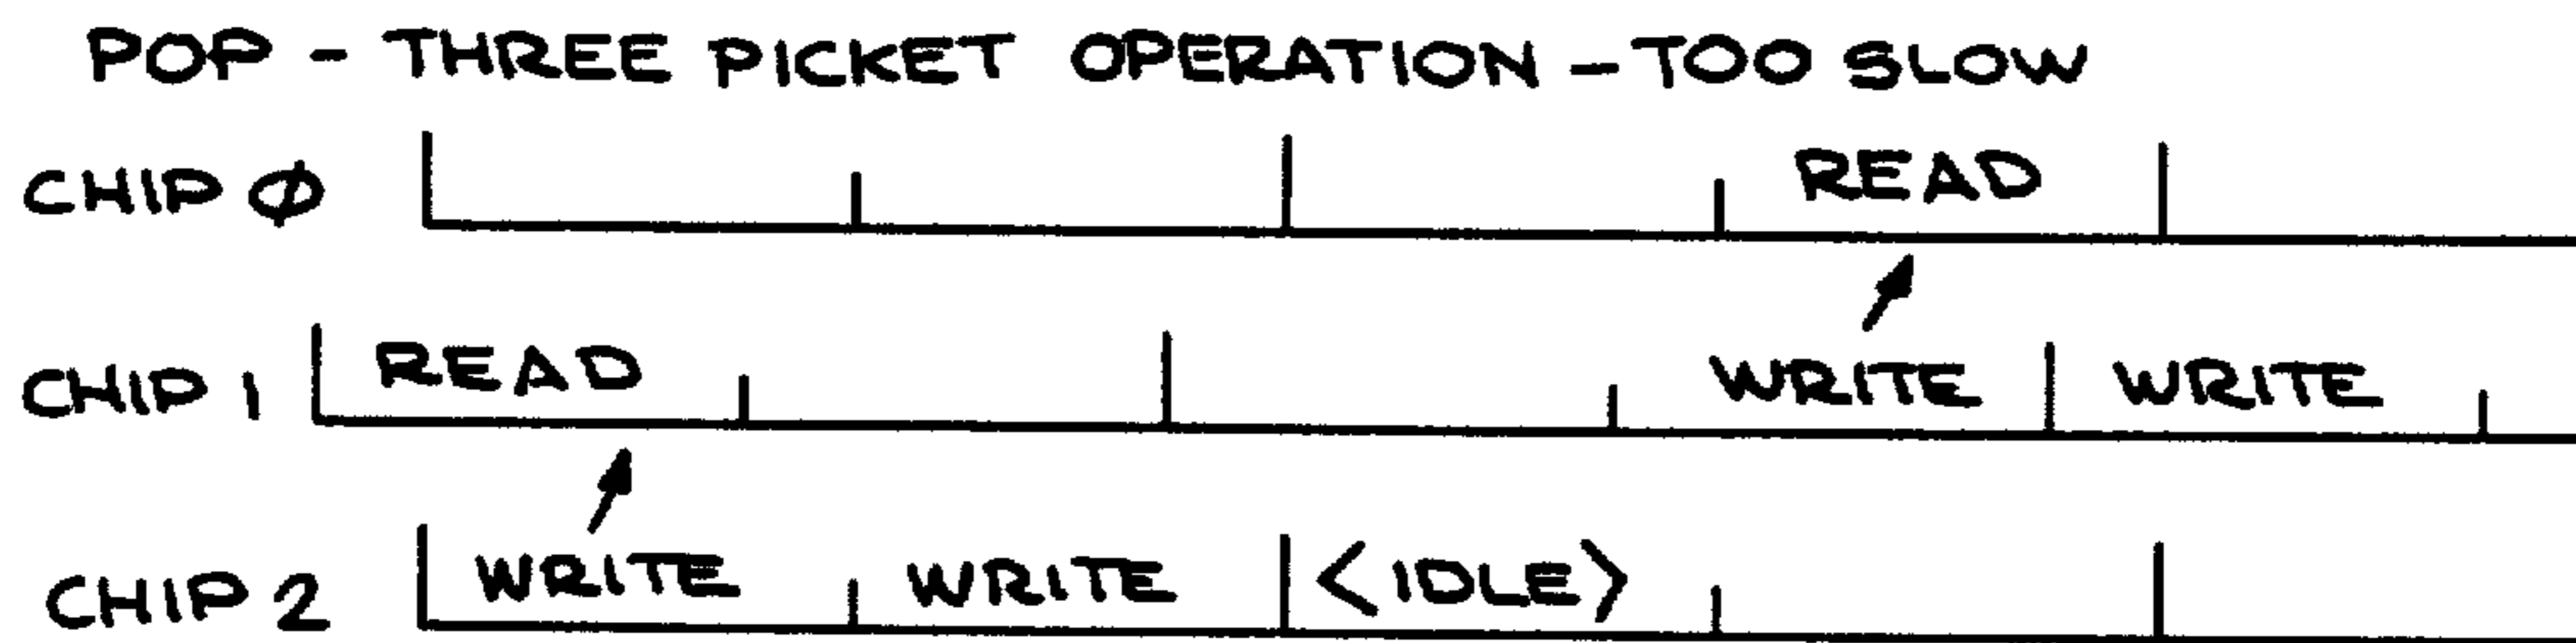 POP - THREE PICKET OPERATION - TOO SLOW
CHIP Ø READ
CHIP 1 READ WRITE WRITE
CHIP 2 WRITE WRITE <IDLE>